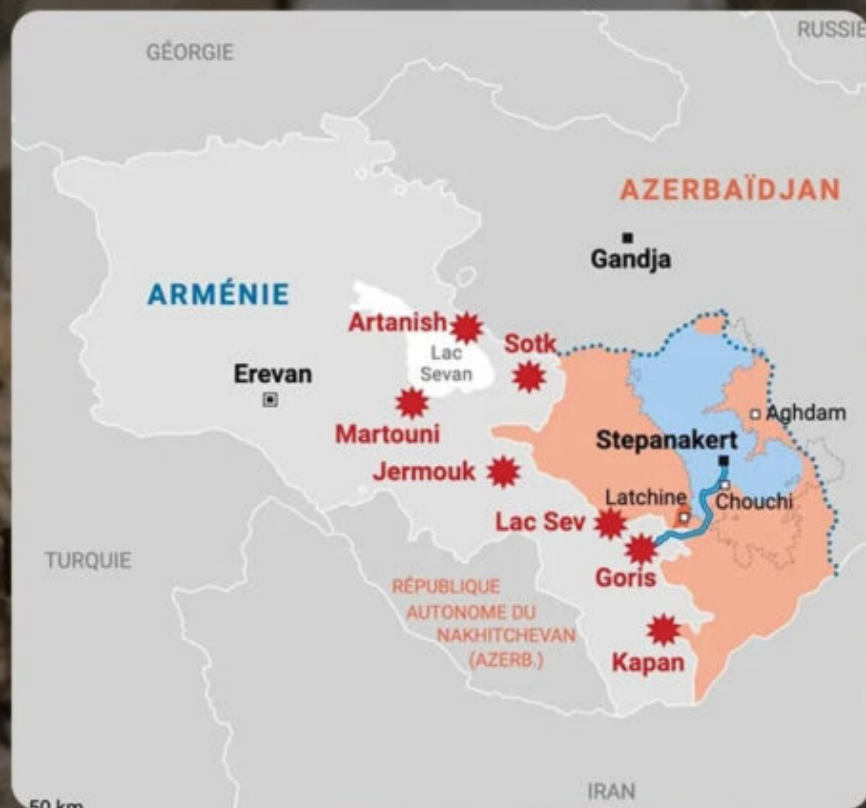 RUSSIE
GÉORGIE
AZERBAÏDJAN
Gandja
ARMÉNIE
Artanish
Sotk
Lac
Sevan
Erevan
Aghdam
Martouni
Stepanakert
Jermouk
Latchine
Chouchi
Lac Sev
TURQUIE
Goris
RÉPUBLIQUE
AUTONOME DU
NAKHITCHEVAN
(AZERB.)
Kapan
IRAN
50 km